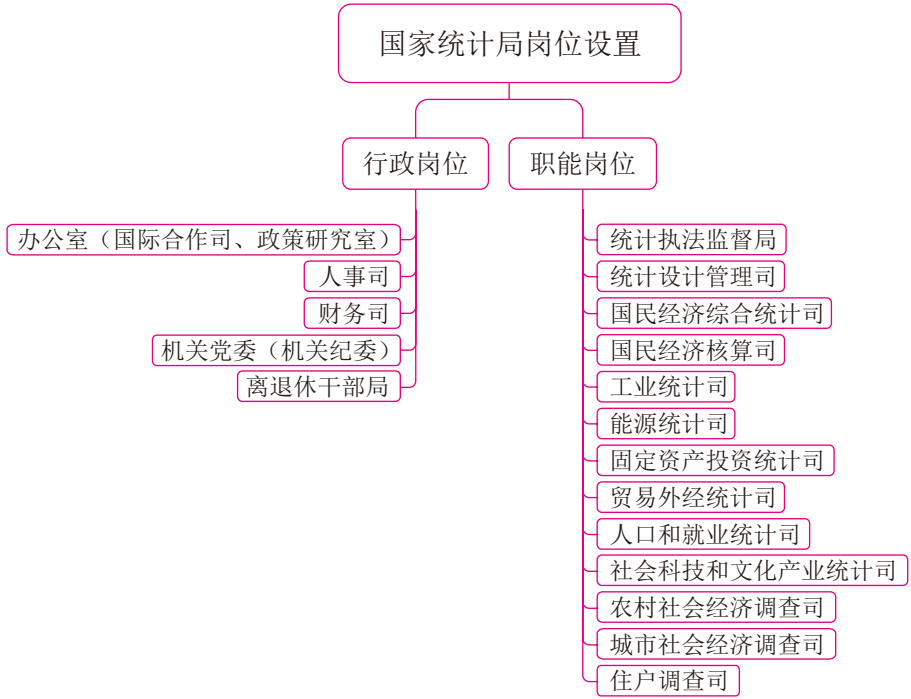 国家统计局岗位设置
行政岗位
职能岗位
办公室（国际合作司、政策研究室）
人事司
财务司
机关党委（机关纪委）
离退休干部局
统计执法监督局
统计设计管理司
国民经济综合统计司
国民经济核算司
工业统计司
能源统计司
固定资产投资统计司
贸易外经统计司
人口和就业统计司
社会科技和文化产业统计司
农村社会经济调查司
城市社会经济调查司
住户调查司